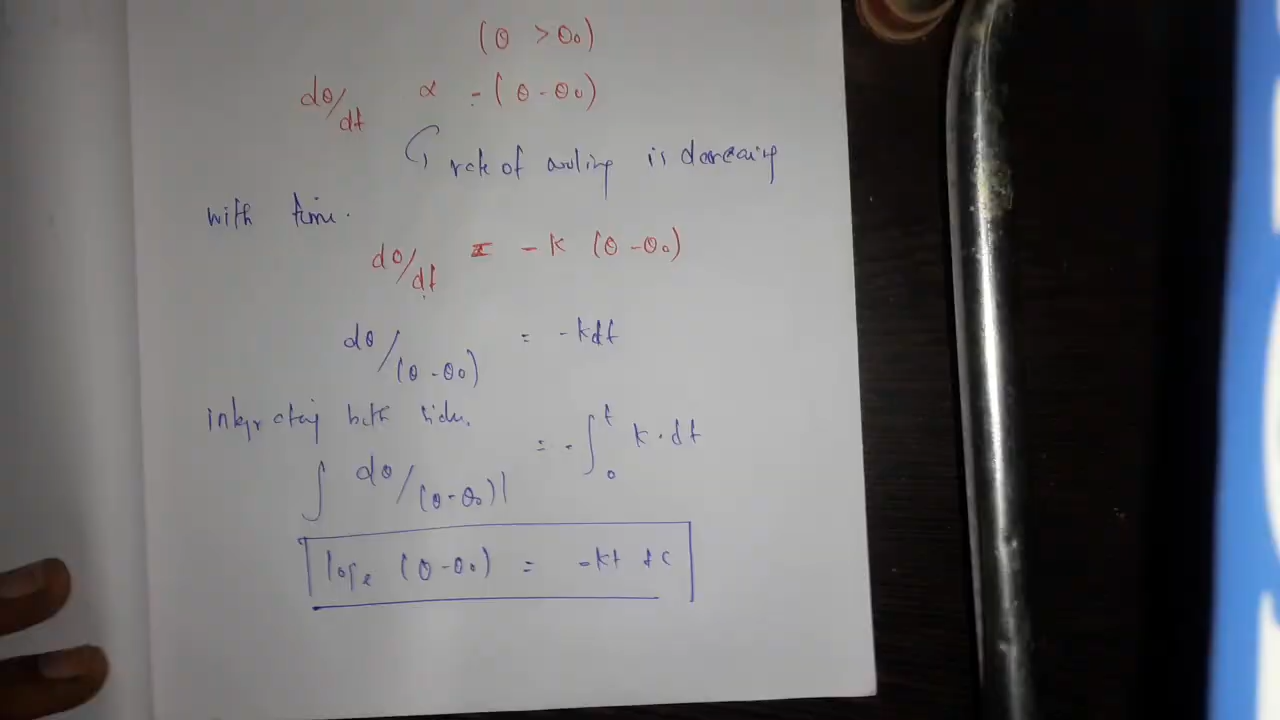 (θ > θ₀)
dθ/dt ∝ -(θ - θ₀)
rate of cooling is decreasing
with time.
dθ/dt = -k (θ - θ₀)
dθ/(θ - θ₀) = -kdt
integrating both sides.
∫ dθ/(θ - θ₀) = -∫₀ᵗ k · dt
logₑ (θ - θ₀) = -kt + c